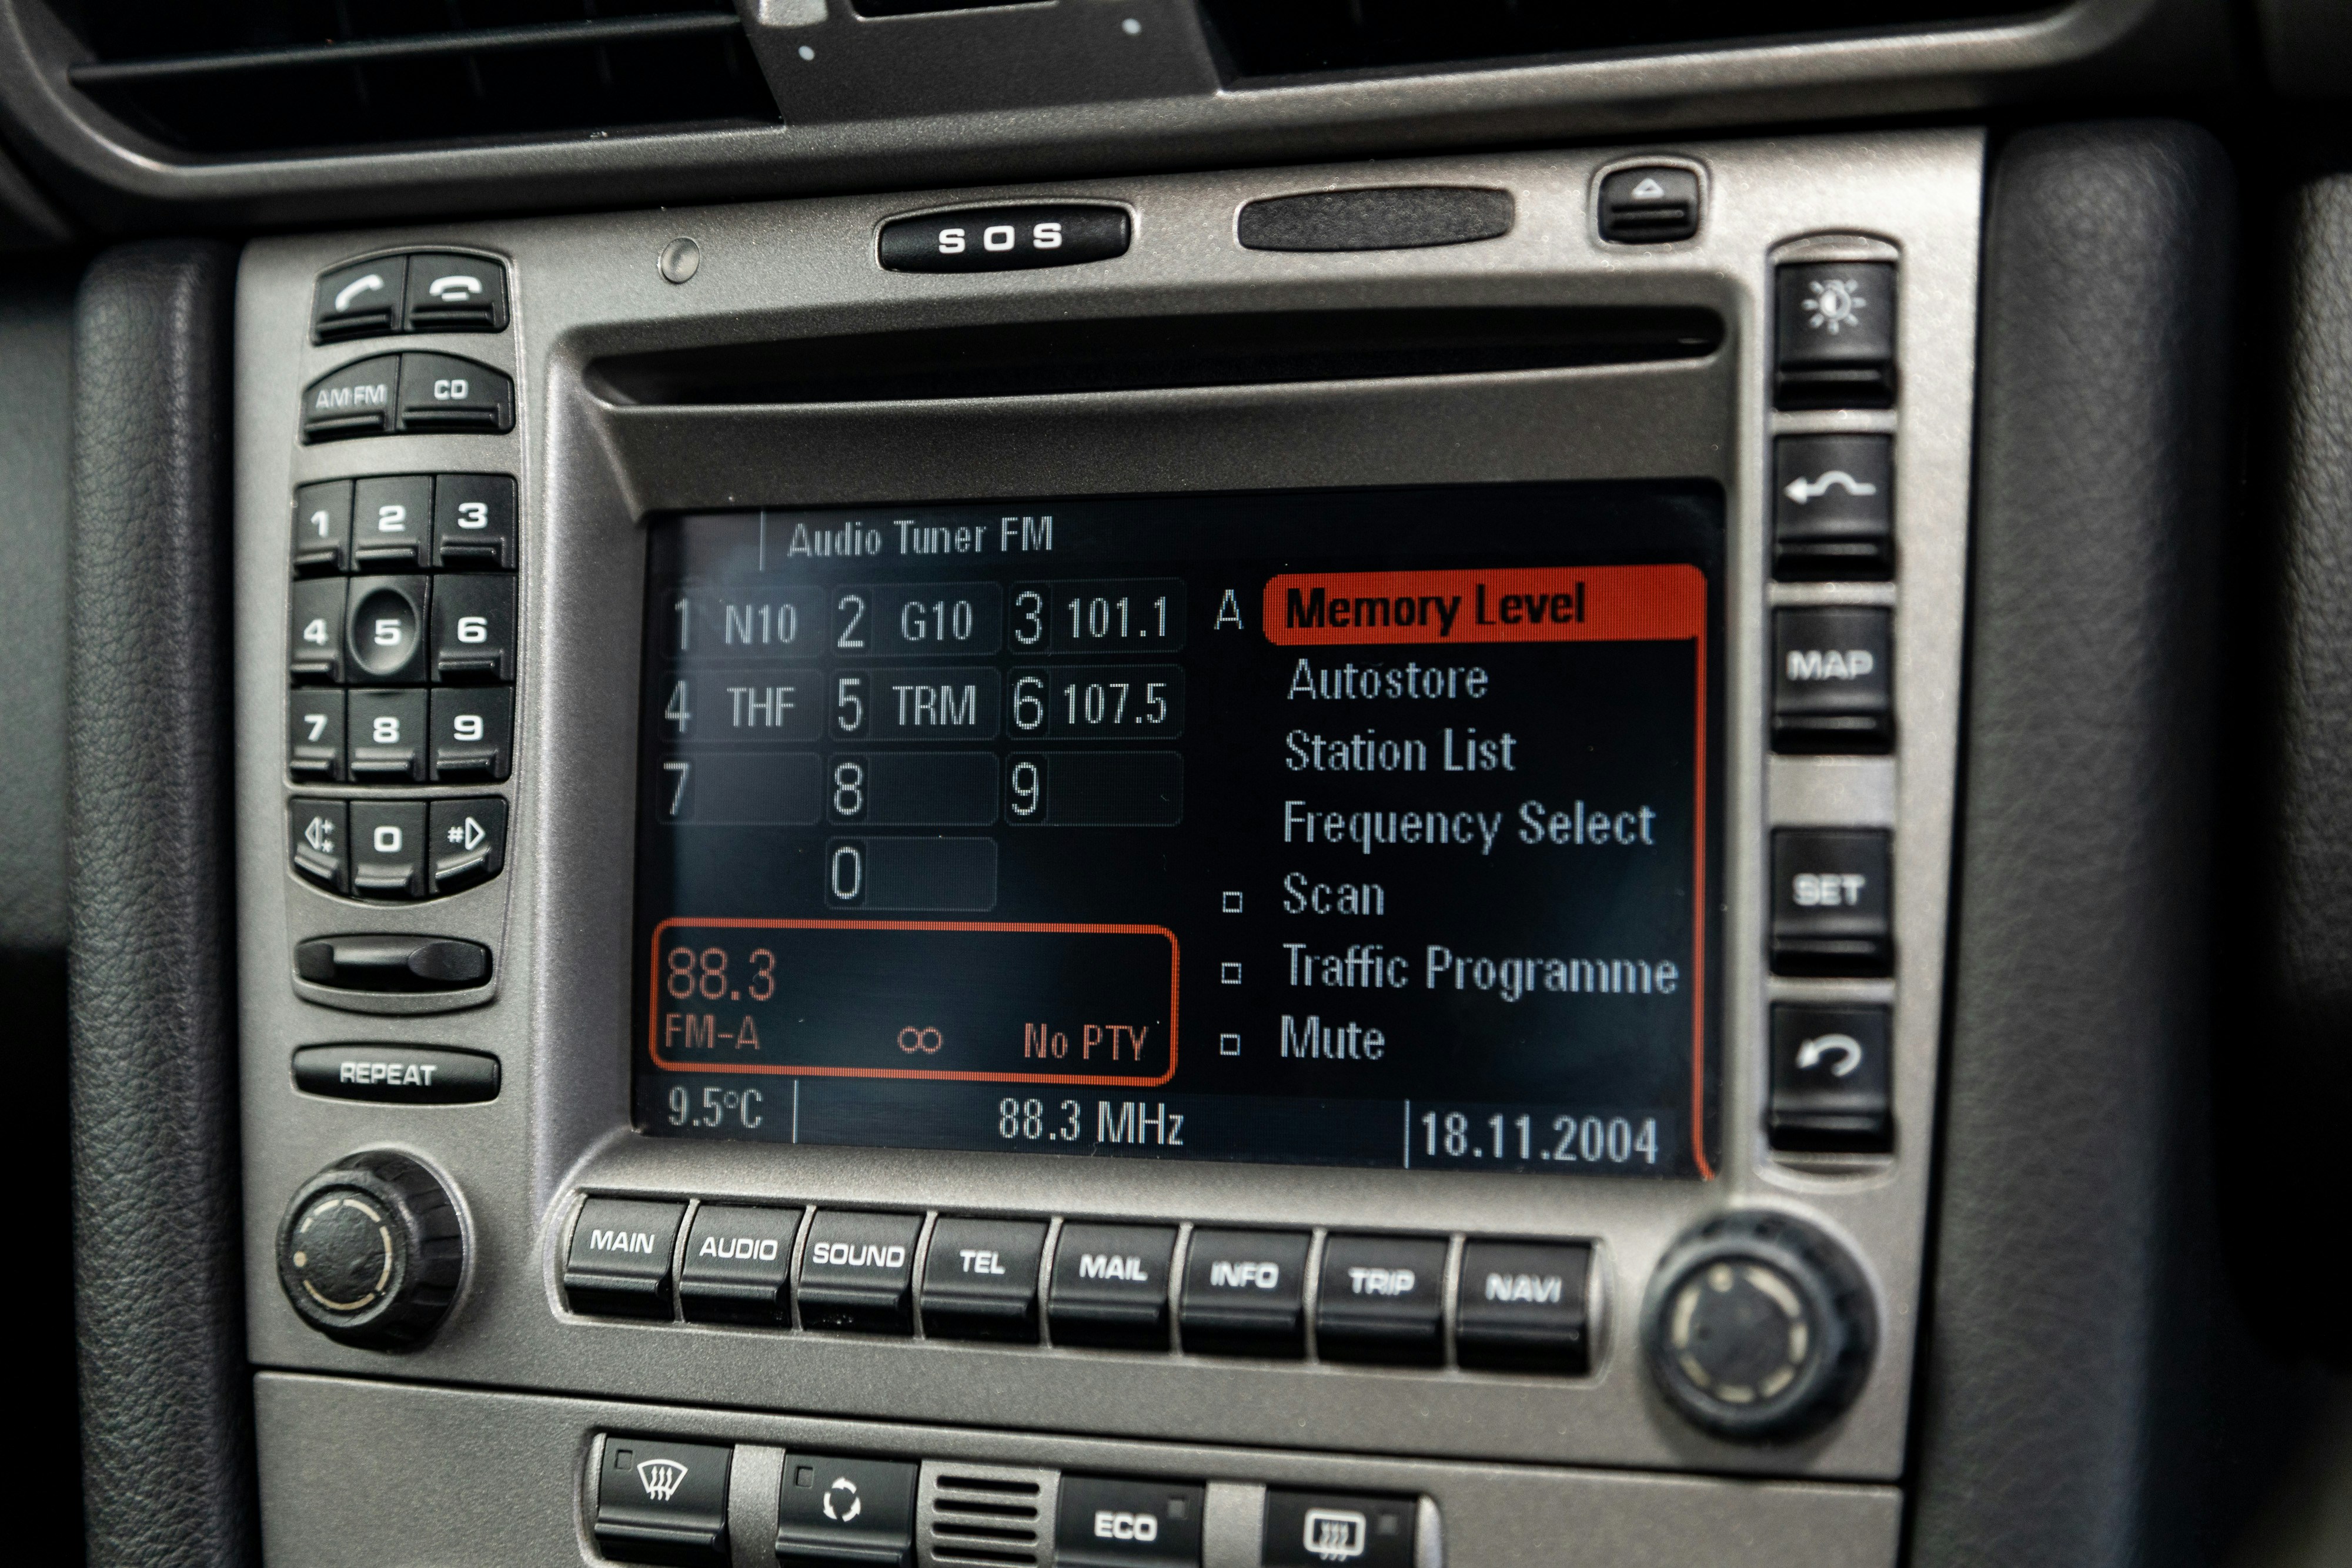 SOS
AM FM CD
1 2 3
4 5 6
7 8 9
* 0 #
REPEAT
Audio Tuner FM
1 N10 2 G10 3 101.1
4 THF 5 TRM 6 107.5
7 8 9
0
88.3
FM-A ∞ No PTY
A Memory Level
Autostore
Station List
Frequency Select
Scan
Traffic Programme
Mute
9.5°C 88.3 MHz 18.11.2004
MAP
SET
MAIN AUDIO SOUND TEL MAIL INFO TRIP NAVI
ECO